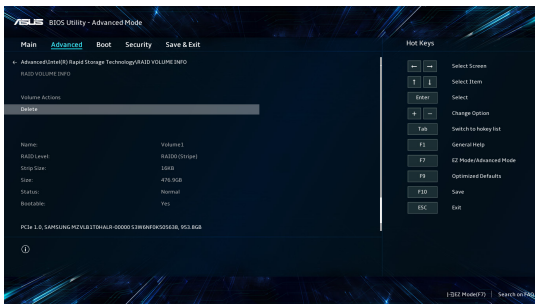 ASUS BIOS Utility - Advanced Mode
Main Advanced Boot Security Save & Exit
Hot Keys
← Advanced\Intel(R) Rapid Storage Technology\RAID VOLUME INFO
RAID VOLUME INFO
Volume Actions
Delete
Name: Volume1
RAID Level: RAID0 (Stripe)
Strip Size: 16KB
Size: 476.9GB
Status: Normal
Bootable: Yes
PCIe 1.0, SAMSUNG MZVLB1T0HALR-00000 S3W6NF0K505638, 953.8GB
← → Select Screen
↑ ↓ Select Item
Enter Select
+ − Change Option
Tab Switch to hokey list
F1 General Help
F7 EZ Mode/Advanced Mode
F9 Optimized Defaults
F10 Save
ESC Exit
EZ Mode(F7) | Search on FAQ